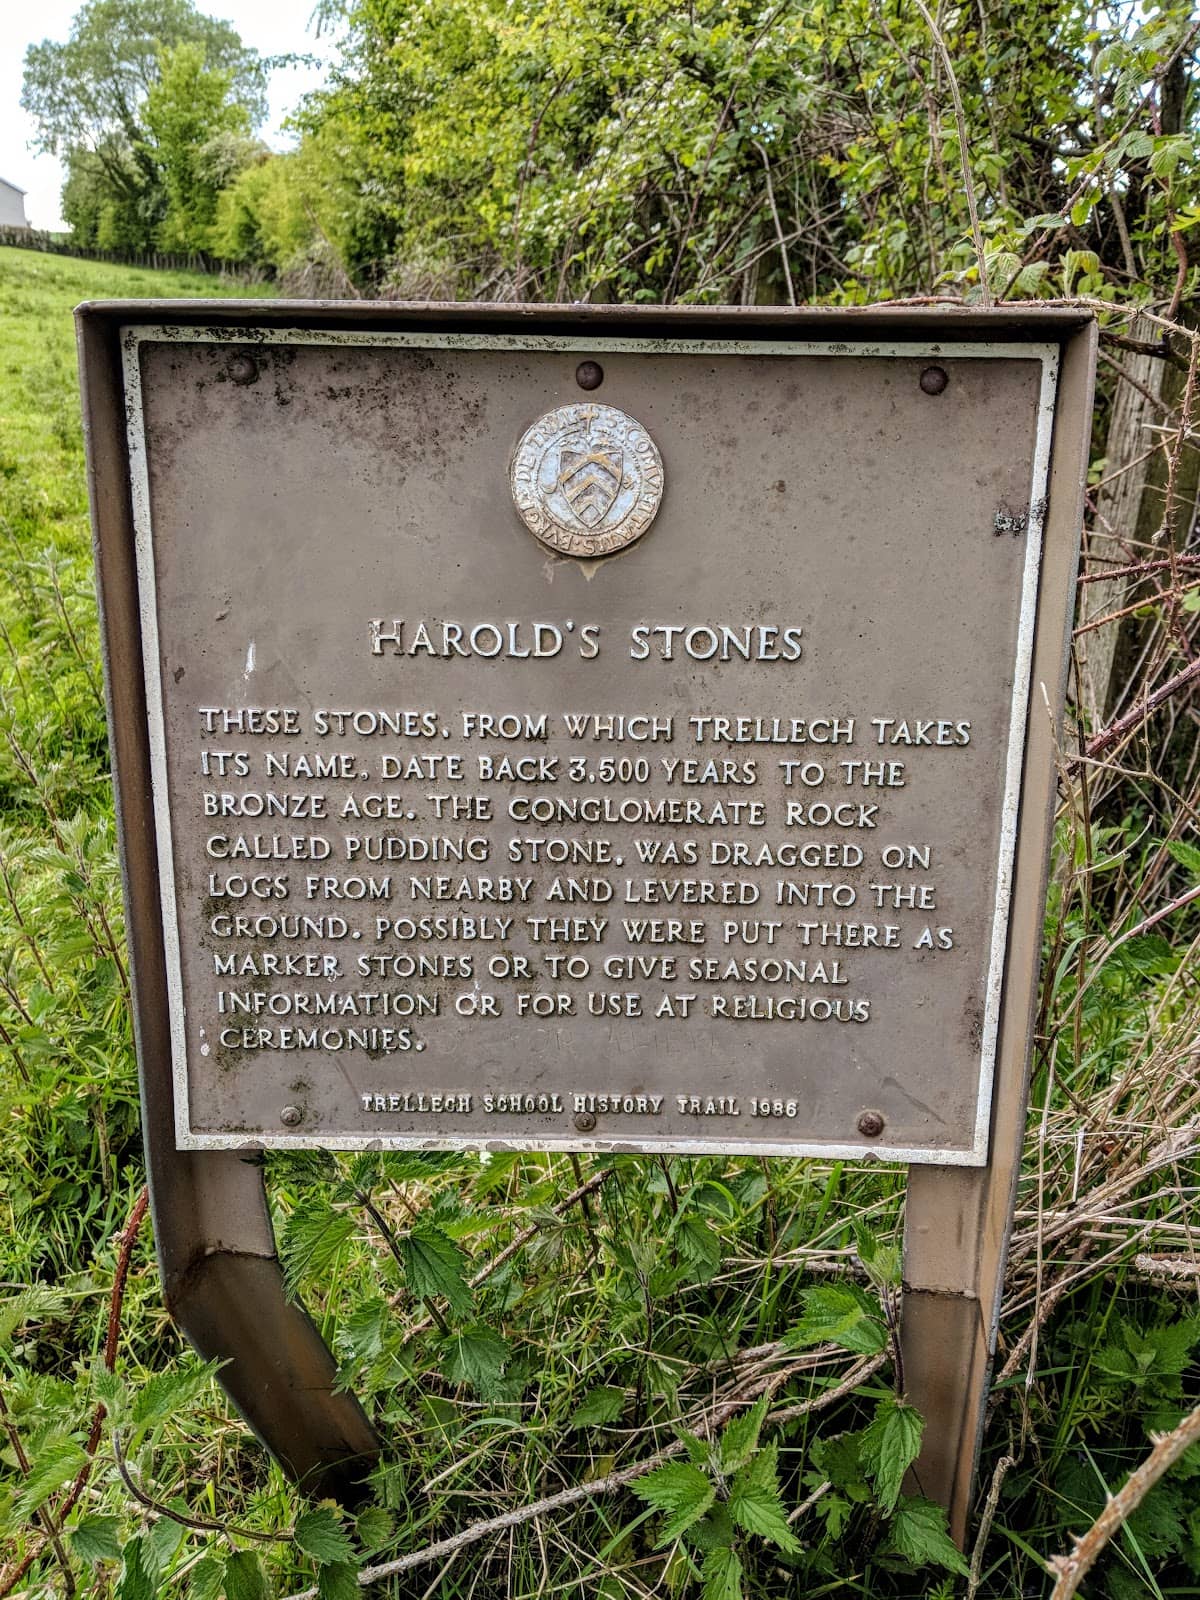 S:COMVNITATIS
HAROLD'S STONES
THESE STONES, FROM WHICH TRELLECH TAKES
ITS NAME, DATE BACK 3,500 YEARS TO THE
BRONZE AGE. THE CONGLOMERATE ROCK
CALLED PUDDING STONE, WAS DRAGGED ON
LOGS FROM NEARBY AND LEVERED INTO THE
GROUND. POSSIBLY THEY WERE PUT THERE AS
MARKER STONES OR TO GIVE SEASONAL
INFORMATION OR FOR USE AT RELIGIOUS
CEREMONIES.
TRELLECH SCHOOL HISTORY TRAIL 1986